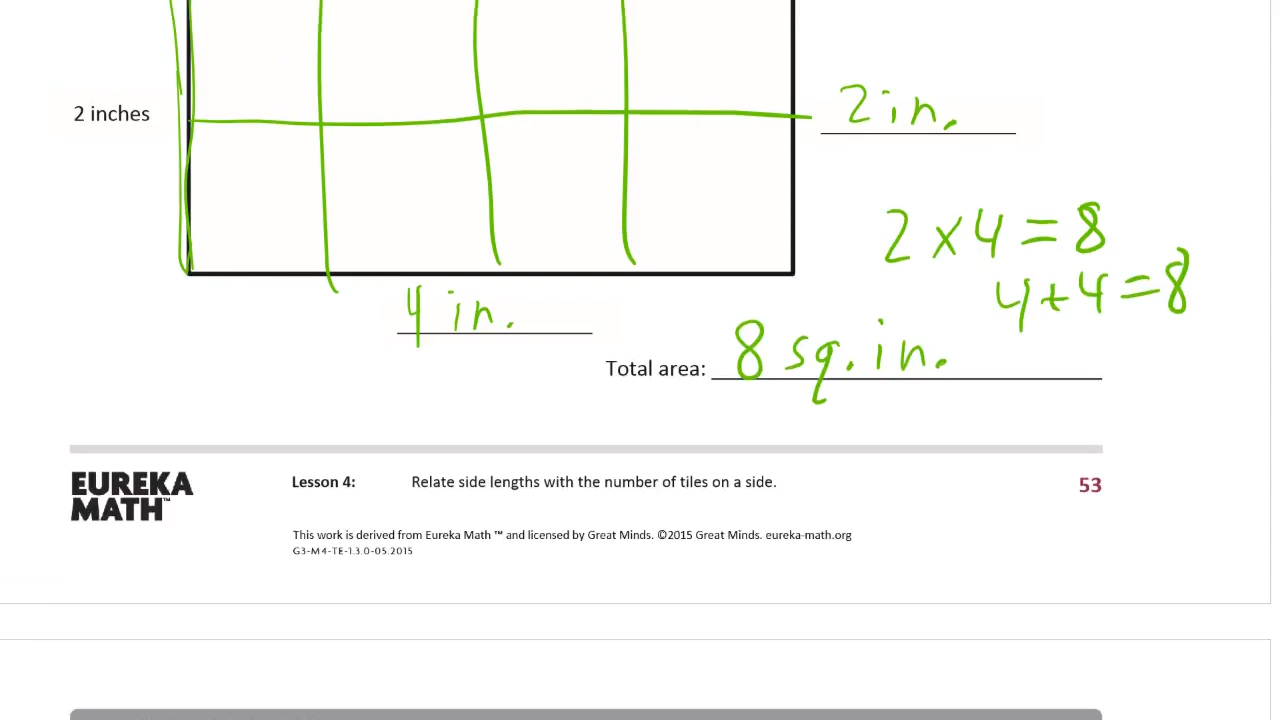 2 inches
2 in.
2 x 4 = 8
4 + 4 = 8
4 in.
Total area: 8 sq. in.
EUREKA
MATH™
Lesson 4: Relate side lengths with the number of tiles on a side. 53
This work is derived from Eureka Math ™ and licensed by Great Minds. ©2015 Great Minds. eureka-math.org
G3-M4-TE-1.3.0-05.2015